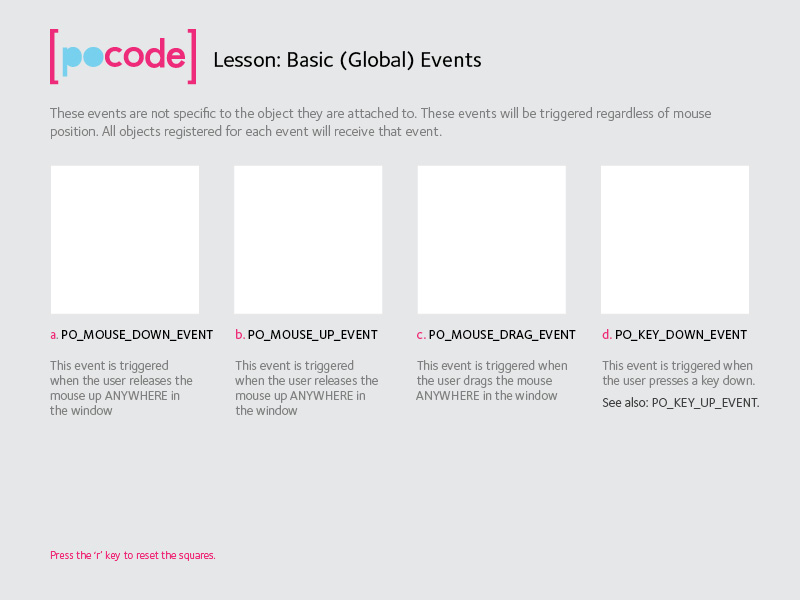 [pocode]
Lesson: Basic (Global) Events
These events are not specific to the object they are attached to. These events will be triggered regardless of mouse
position. All objects registered for each event will receive that event.
a. PO_MOUSE_DOWN_EVENT
This event is triggered
when the user releases the
mouse up ANYWHERE in
the window
b. PO_MOUSE_UP_EVENT
This event is triggered
when the user releases the
mouse up ANYWHERE in
the window
c. PO_MOUSE_DRAG_EVENT
This event is triggered when
the user drags the mouse
ANYWHERE in the window
d. PO_KEY_DOWN_EVENT
This event is triggered when
the user presses a key down.
See also: PO_KEY_UP_EVENT.
Press the ‘r’ key to reset the squares.